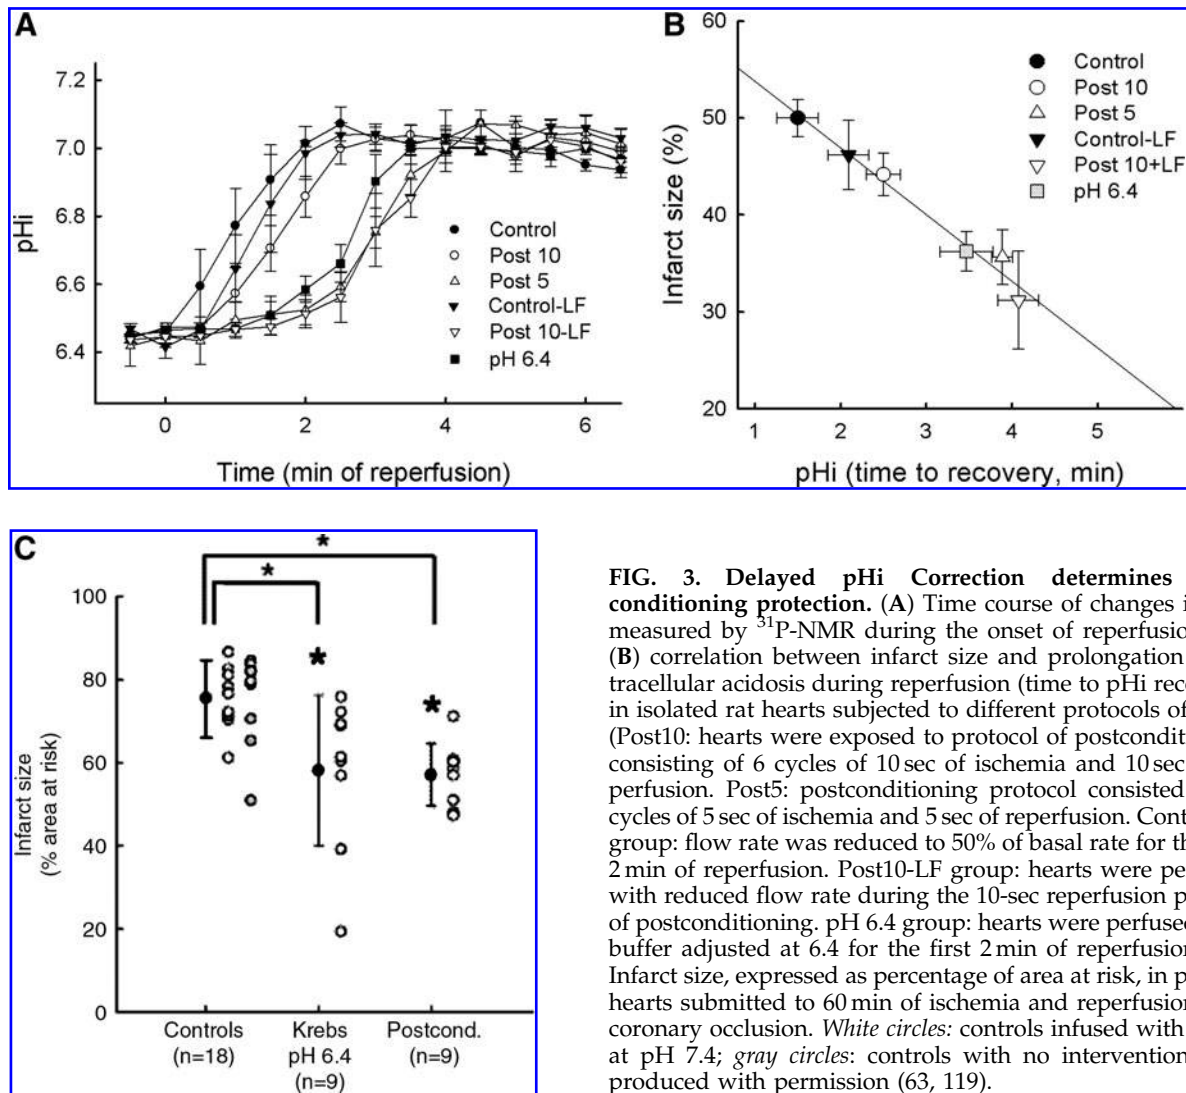 A
7.2
7.0
6.8
6.6
6.4
pHi
0
2
4
6
Time (min of reperfusion)
Control
Post 10
Post 5
Control-LF
Post 10-LF
pH 6.4
B
60
50
40
30
20
Infarct size (%)
1
2
3
4
5
pHi (time to recovery, min)
Control
Post 10
Post 5
Control-LF
Post 10+LF
pH 6.4
C
*
*
100
80
60
40
20
0
Infarct size
(% area at risk)
★
★
Controls
(n=18)
Krebs
pH 6.4
(n=9)
Postcond.
(n=9)
FIG. 3. Delayed pHi Correction determines
conditioning protection. (A) Time course of changes i
measured by 31P-NMR during the onset of reperfusio
(B) correlation between infarct size and prolongation
tracellular acidosis during reperfusion (time to pHi reco
in isolated rat hearts subjected to different protocols of
(Post10: hearts were exposed to protocol of postcondit
consisting of 6 cycles of 10 sec of ischemia and 10 sec
perfusion. Post5: postconditioning protocol consisted
cycles of 5 sec of ischemia and 5 sec of reperfusion. Cont
group: flow rate was reduced to 50% of basal rate for th
2 min of reperfusion. Post10-LF group: hearts were pe
with reduced flow rate during the 10-sec reperfusion p
of postconditioning. pH 6.4 group: hearts were perfused
buffer adjusted at 6.4 for the first 2 min of reperfusion
Infarct size, expressed as percentage of area at risk, in p
hearts submitted to 60 min of ischemia and reperfusion
coronary occlusion. White circles: controls infused with
at pH 7.4; gray circles: controls with no intervention
produced with permission (63, 119).